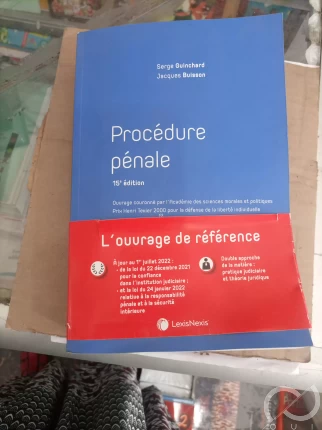 Serge Guinchard
Jacques Buisson
Procédure
pénale
15e édition
Ouvrage couronné par l'Académie des sciences morales et politiques
Prix Henri Texier 2000 pour la défense de la liberté individuelle
L'ouvrage de référence
À jour au 1er juillet 2022 :
- de la loi du 22 décembre 2021
pour la confiance
dans l'institution judiciaire ;
- et la loi du 24 janvier 2022
relative à la responsabilité
pénale et à la sécurité
intérieure
Double approche
de la matière :
pratique judiciaire
et théorie juridique
LexisNexis